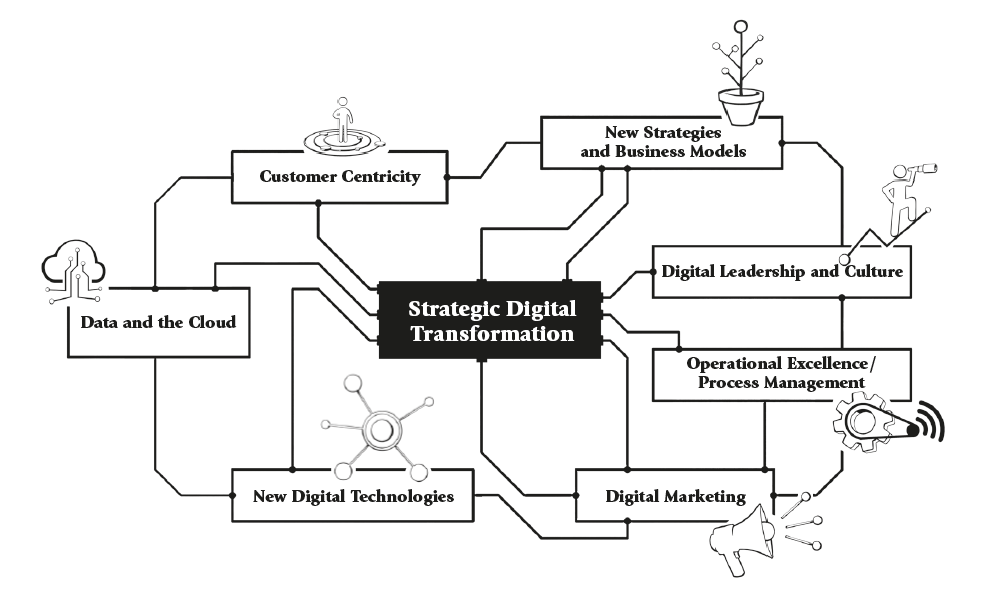 New Strategies
and Business Models
Customer Centricity
Digital Leadership and Culture
Data and the Cloud
Strategic Digital
Transformation
Operational Excellence/
Process Management
New Digital Technologies
Digital Marketing